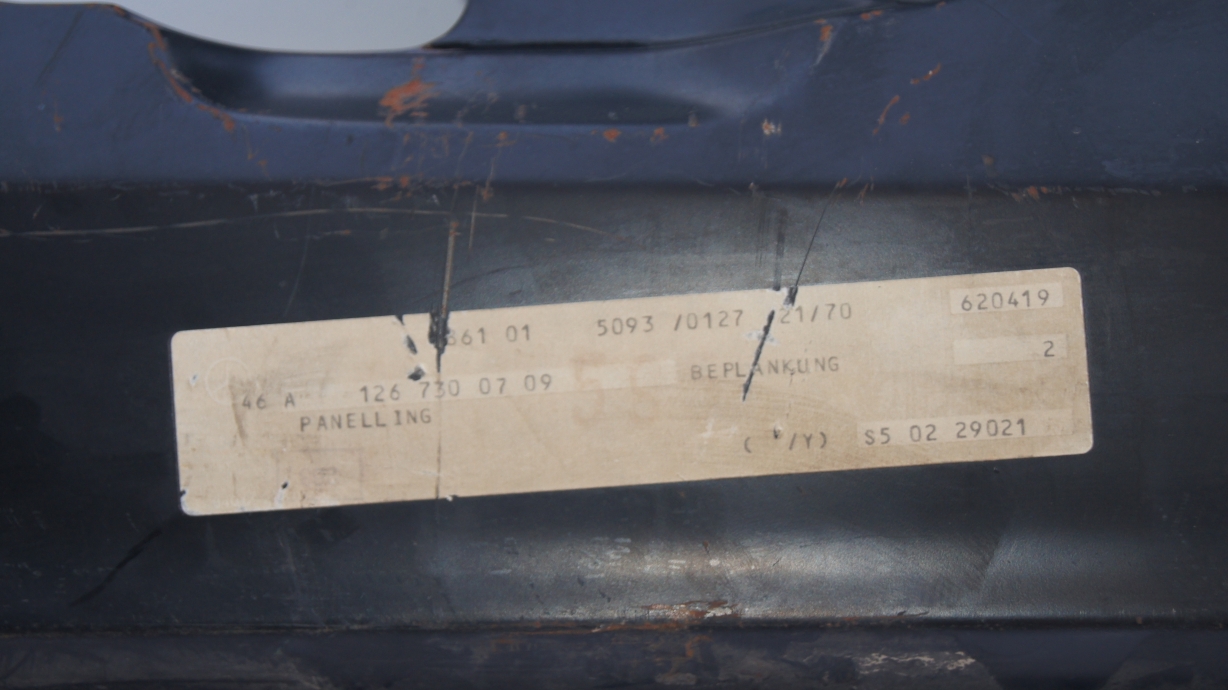 861 01 5093 /0127 21/70 620419
46 A 126 730 07 09 BEPLANKUNG 2
PANELLING
( /Y) S5 02 29021